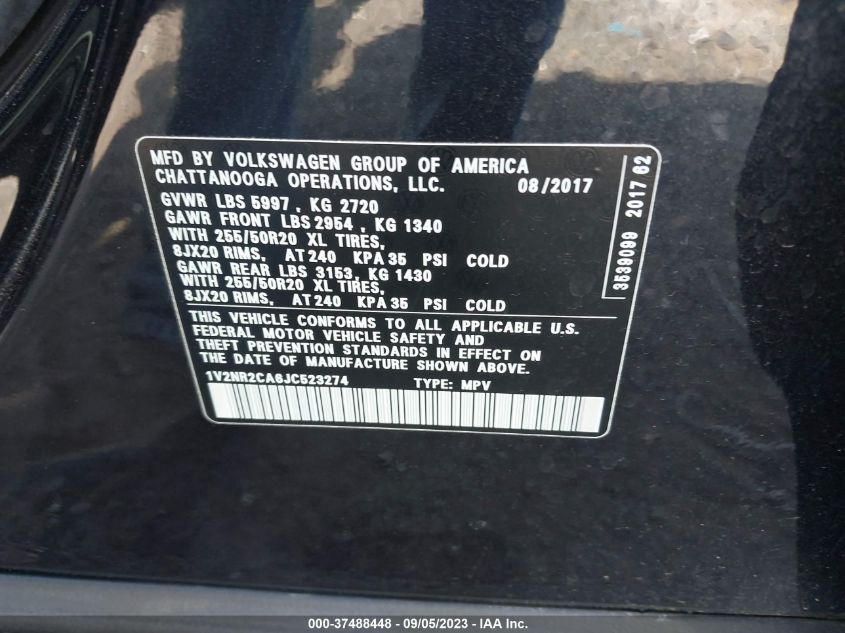 MFD BY VOLKSWAGEN GROUP OF AMERICA
CHATTANOOGA OPERATIONS, LLC. 08/2017
GVWR LBS 5997 , KG 2720
GAWR FRONT LBS 2954 , KG 1340
WITH 255/50R20 XL TIRES,
8JX20 RIMS, AT 240 KPA 35 PSI COLD
GAWR REAR LBS 3153, KG 1430
WITH 255/50R20 XL TIRES,
8JX20 RIMS, AT 240 KPA 35 PSI COLD
THIS VEHICLE CONFORMS TO ALL APPLICABLE U.S.
FEDERAL MOTOR VEHICLE SAFETY AND
THEFT PREVENTION STANDARDS IN EFFECT ON
THE DATE OF MANUFACTURE SHOWN ABOVE.
1V2NR2CA6JC523274 TYPE: MPV
3539099 2017 62
000-37488448 - 09/05/2023 - IAA Inc.